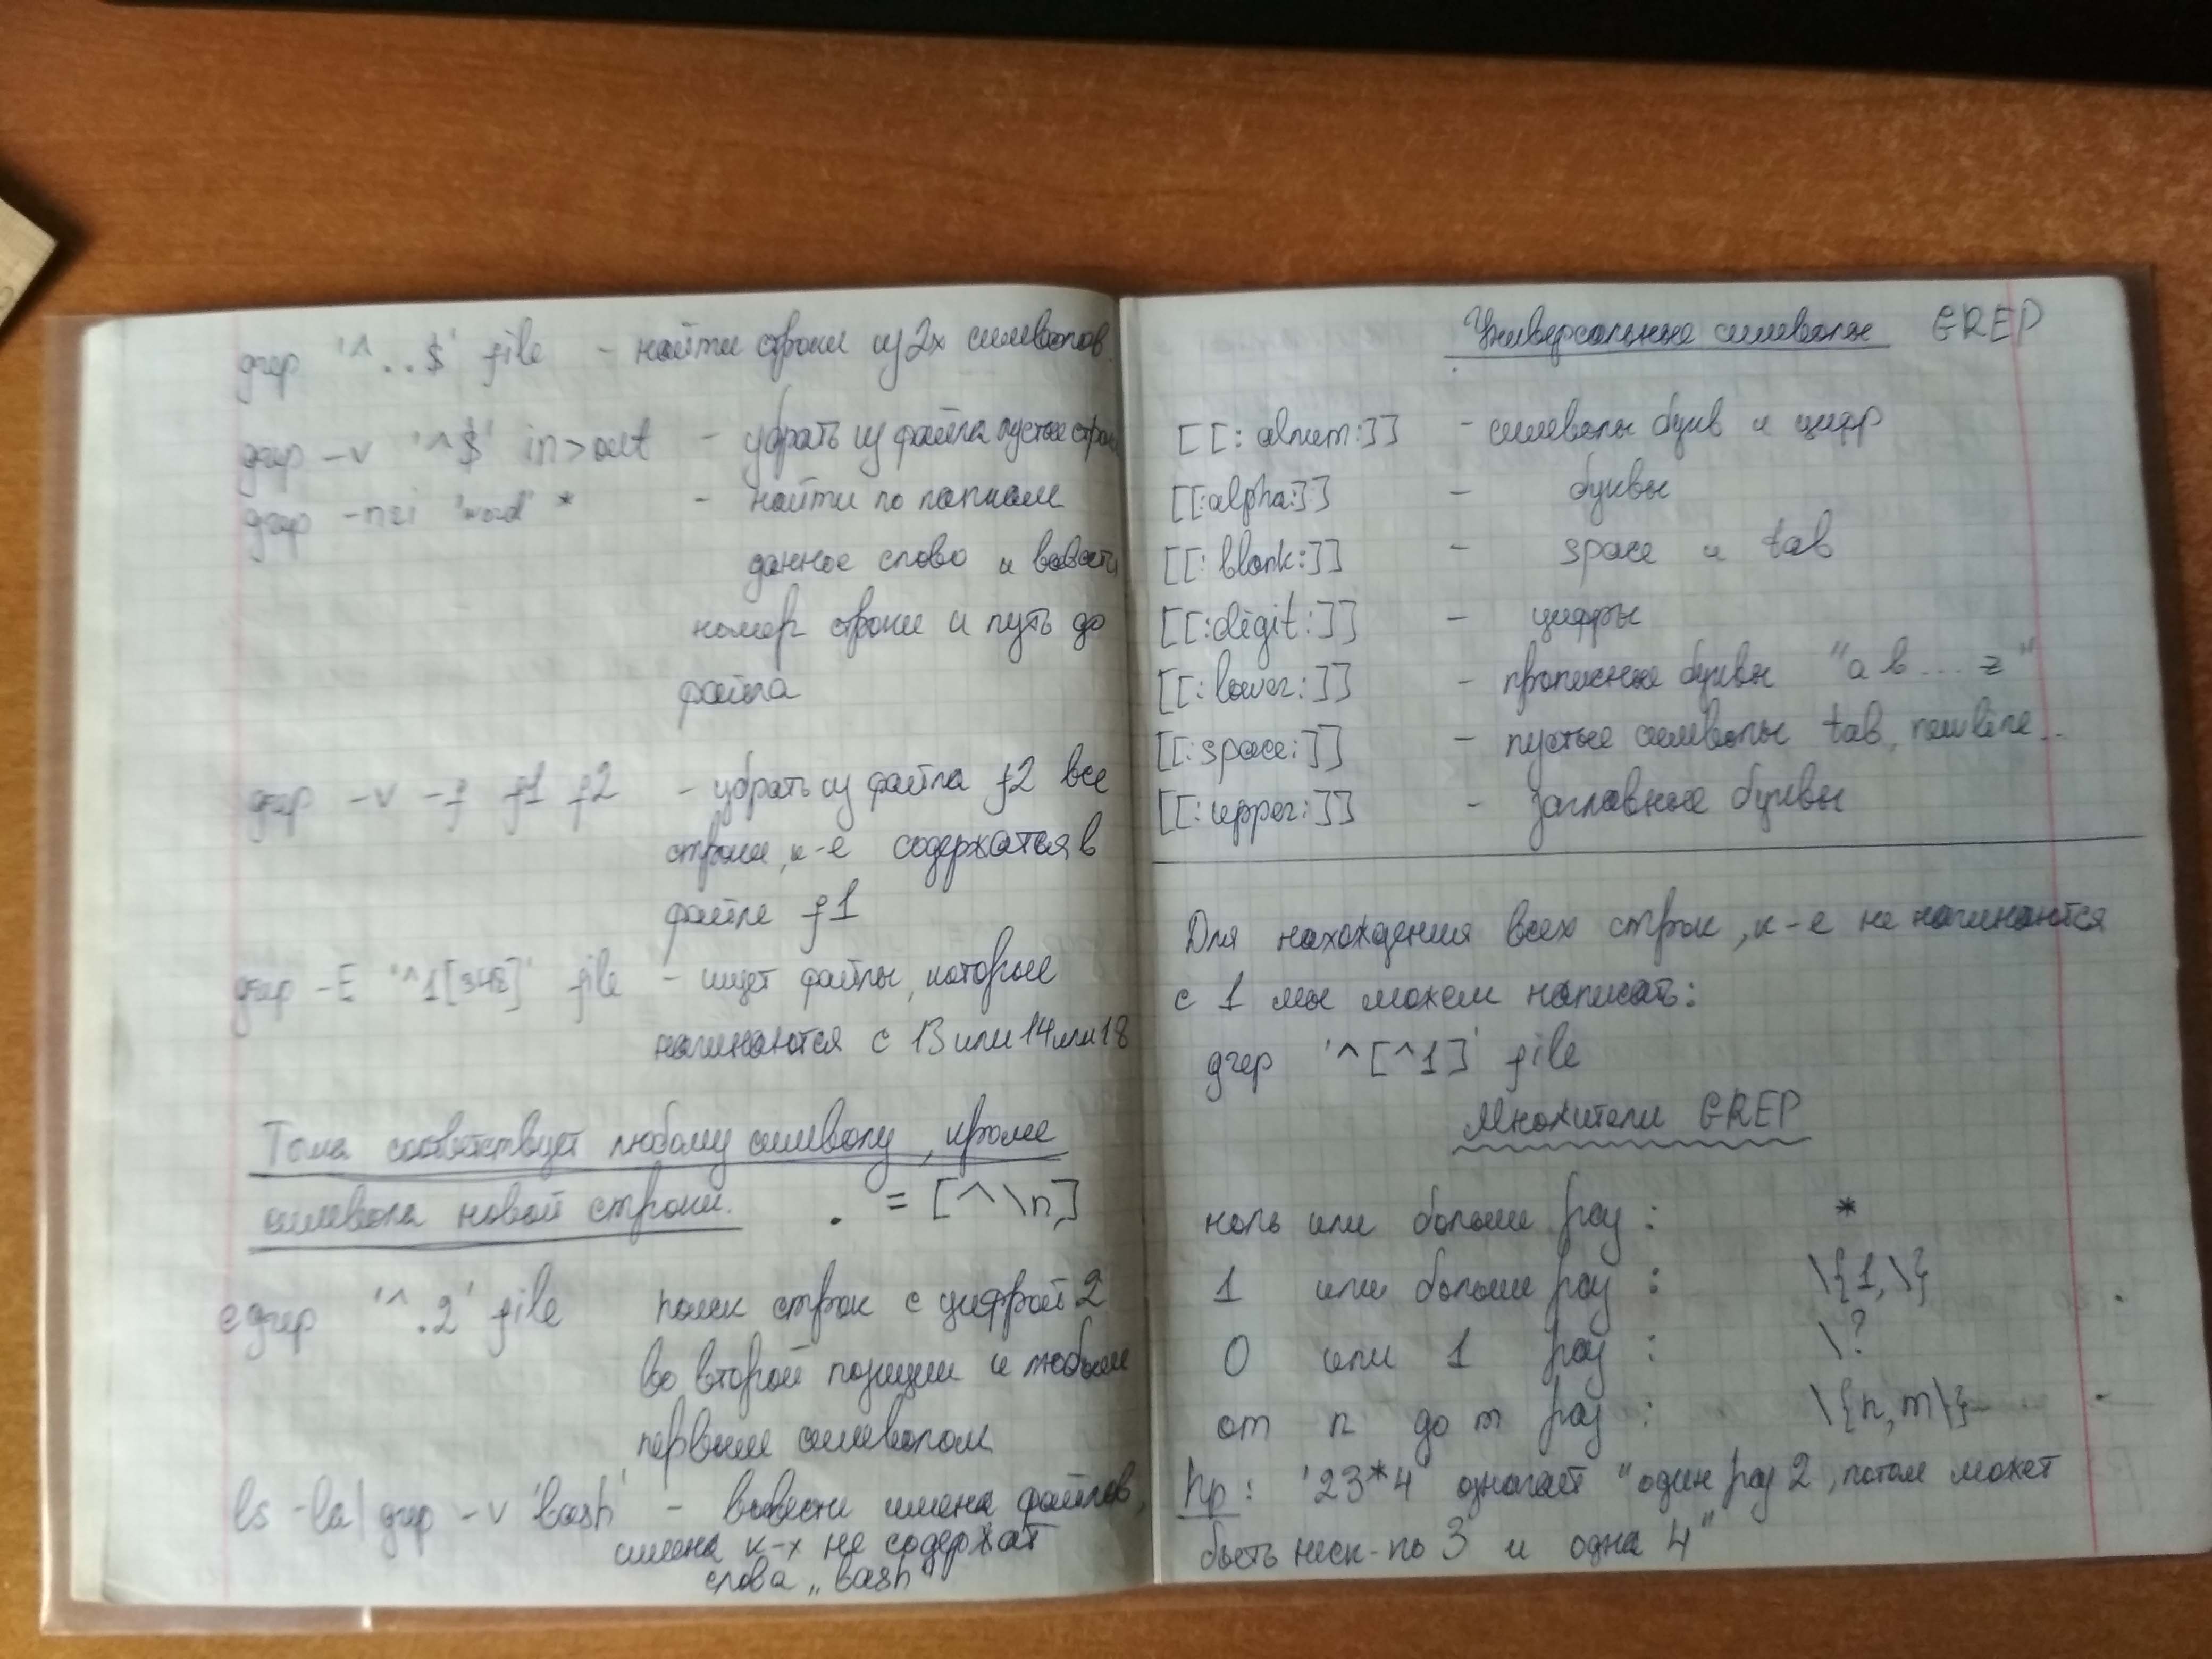 grep '^..$' file - найти строки из 2х символов
grep -v '^$' in>out - убрать из файла пустые строки
grep -nri 'word' * - найти по папкам
данное слово и вывести
номер строки и путь до
файла
grep -v -f f1 f2 - убрать из файла f2 все
строки, к-е содержатся в
файле f1
grep -E '^1[348]' file - ищет файлы, которые
начинаются с 13 или 14 или 18
Точка соответствует любому символу, кроме
символа новой строки. . = [^\n]
egrep '^.2' file поиск строк с цифрой 2
во второй позиции и любым
первым символом
ls -la | grep -v 'bash' - вывести имена файлов,
имена к-х не содержат
слова „bash"
Универсальные символы GREP
[[:alnum:]] - символы букв и цифр
[[:alpha:]] - буквы
[[:blank:]] - space и tab
[[:digit:]] - цифры
[[:lower:]] - прописные буквы "a b ... z"
[[:space:]] - пустые символы tab, newline..
[[:upper:]] - заглавные буквы
Для нахождения всех строк, к-е не начинаются
с 1 мы можем написать:
grep '^[^1]' file
Множители GREP
ноль или больше раз : *
1 или больше раз : \{1,\}
0 или 1 раз : \?
от n до m раз : \{n,m\}
Пр: '23*4' означает "один раз 2, потом может
быть неск-ко 3 и одна 4"